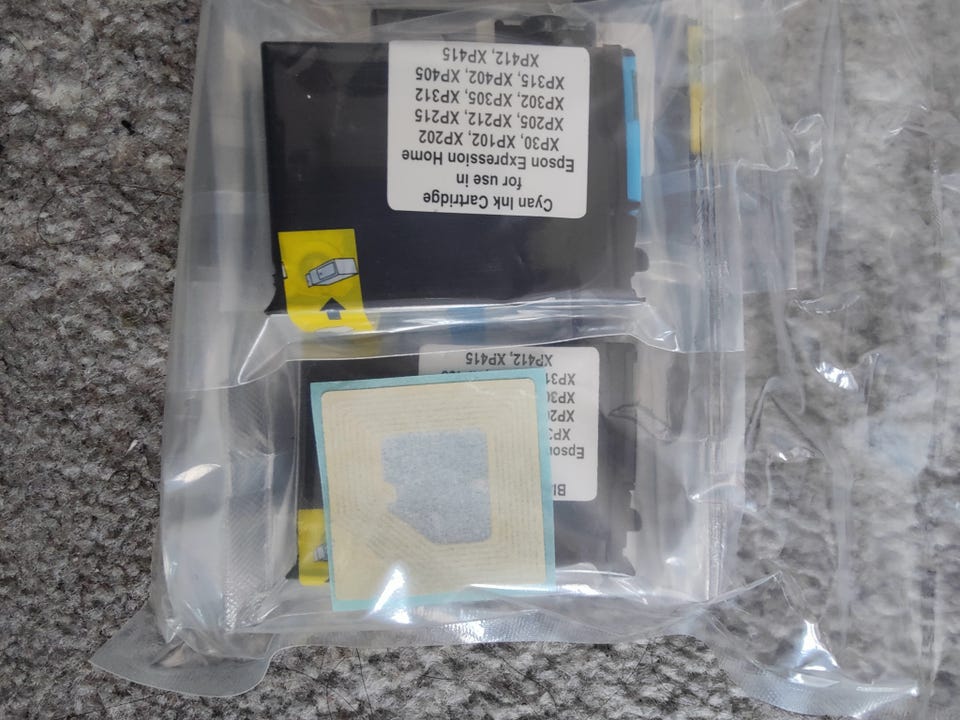 Cyan Ink Cartridge
for use in
Epson Expression Home
XP30, XP102, XP202
XP205, XP212, XP215
XP302, XP305, XP312
XP315, XP402, XP405
XP412, XP415
Epson
XP412, XP415